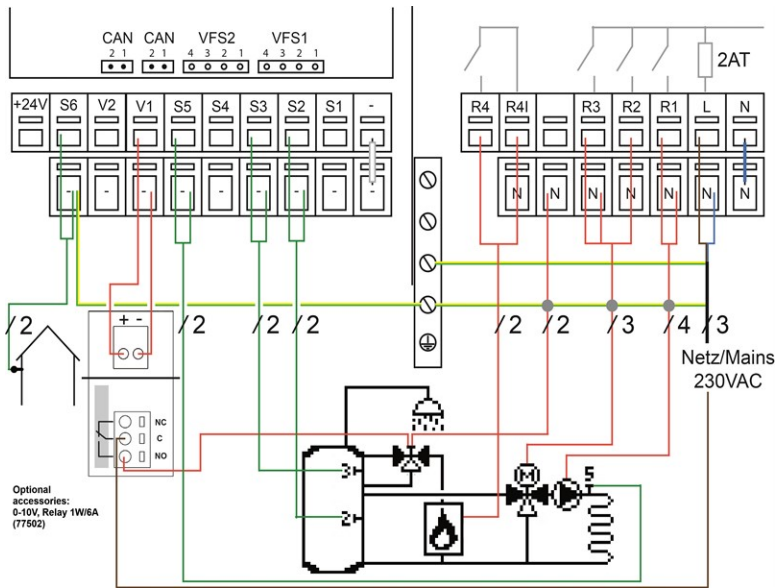 CAN CAN VFS2 VFS1
2 1 2 1 4 3 2 1 4 3 2 1
2AT
+24V S6 V2 V1 S5 S4 S3 S2 S1 - R4 R4I R3 R2 R1 L N
- - - - - - - - - N N N N N N N
+ -
/2 /2 /2 /2 /2 /2 /3 /4 /3
Netz/Mains
230VAC
NC
C
NO
M
3
S
2
Optional
accessories:
0-10V, Relay 1W/6A
(77502)